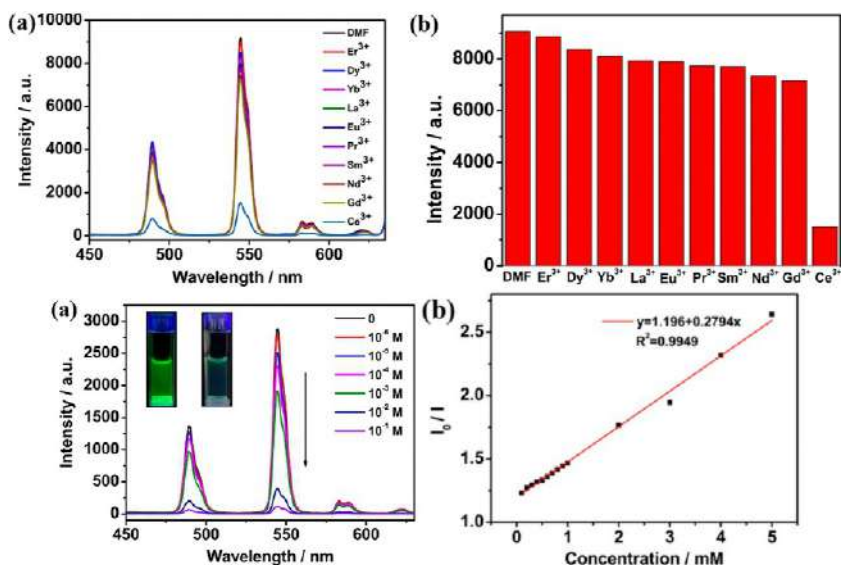 (a)
10000
8000
6000
4000
2000
0
Intensity / a.u.
450 500 550 600
Wavelength / nm
DMF
Er3+
Dy3+
Yb3+
La3+
Eu3+
Pr3+
Sm3+
Nd3+
Gd3+
Ce3+
(b)
8000
6000
4000
2000
0
Intensity / a.u.
DMF Er3+ Dy3+ Yb3+ La3+ Eu3+ Pr3+ Sm3+ Nd3+ Gd3+ Ce3+
(a)
3000
2500
2000
1500
1000
500
0
Intensity / a.u.
450 500 550 600
Wavelength / nm
0
10-6 M
10-5 M
10-4 M
10-3 M
10-2 M
10-1 M
(b)
3.0
2.5
2.0
1.5
1.0
I0 / I
0 1 2 3 4 5
Concentration / mM
y=1.196+0.2794x
R2=0.9949